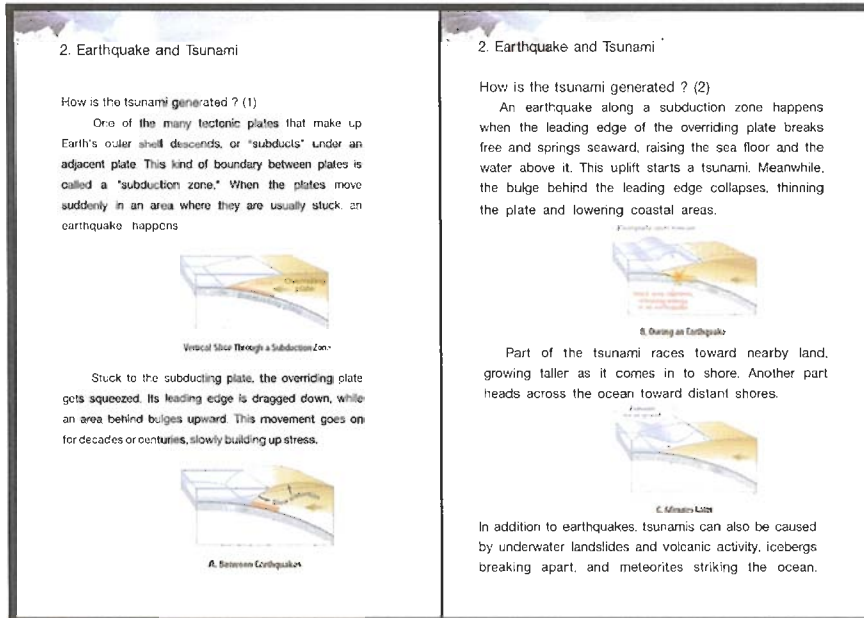 2. Earthquake and Tsunami
How is the tsunami generated ? (1)
One of the many tectonic plates that make up
Earth's outer shell descends, or "subducts" under an
adjacent plate. This kind of boundary between plates is
called a "subduction zone." When the plates move
suddenly in an area where they are usually stuck, an
earthquake happens
Overriding
plate
Vertical Slice Through a Subduction Zone
Stuck to the subducting plate, the overriding plate
gets squeezed. Its leading edge is dragged down, while
an area behind bulges upward. This movement goes on
for decades or centuries, slowly building up stress.
Slow distortion
A. Between Earthquakes
2. Earthquake and Tsunami
How is the tsunami generated ? (2)
An earthquake along a subduction zone happens
when the leading edge of the overriding plate breaks
free and springs seaward, raising the sea floor and the
water above it. This uplift starts a tsunami. Meanwhile,
the bulge behind the leading edge collapses, thinning
the plate and lowering coastal areas.
Earthquake starts tsunami
B. During an Earthquake
Part of the tsunami races toward nearby land,
growing taller as it comes in to shore. Another part
heads across the ocean toward distant shores.
C. Minutes Later
In addition to earthquakes, tsunamis can also be caused
by underwater landslides and volcanic activity, icebergs
breaking apart, and meteorites striking the ocean.